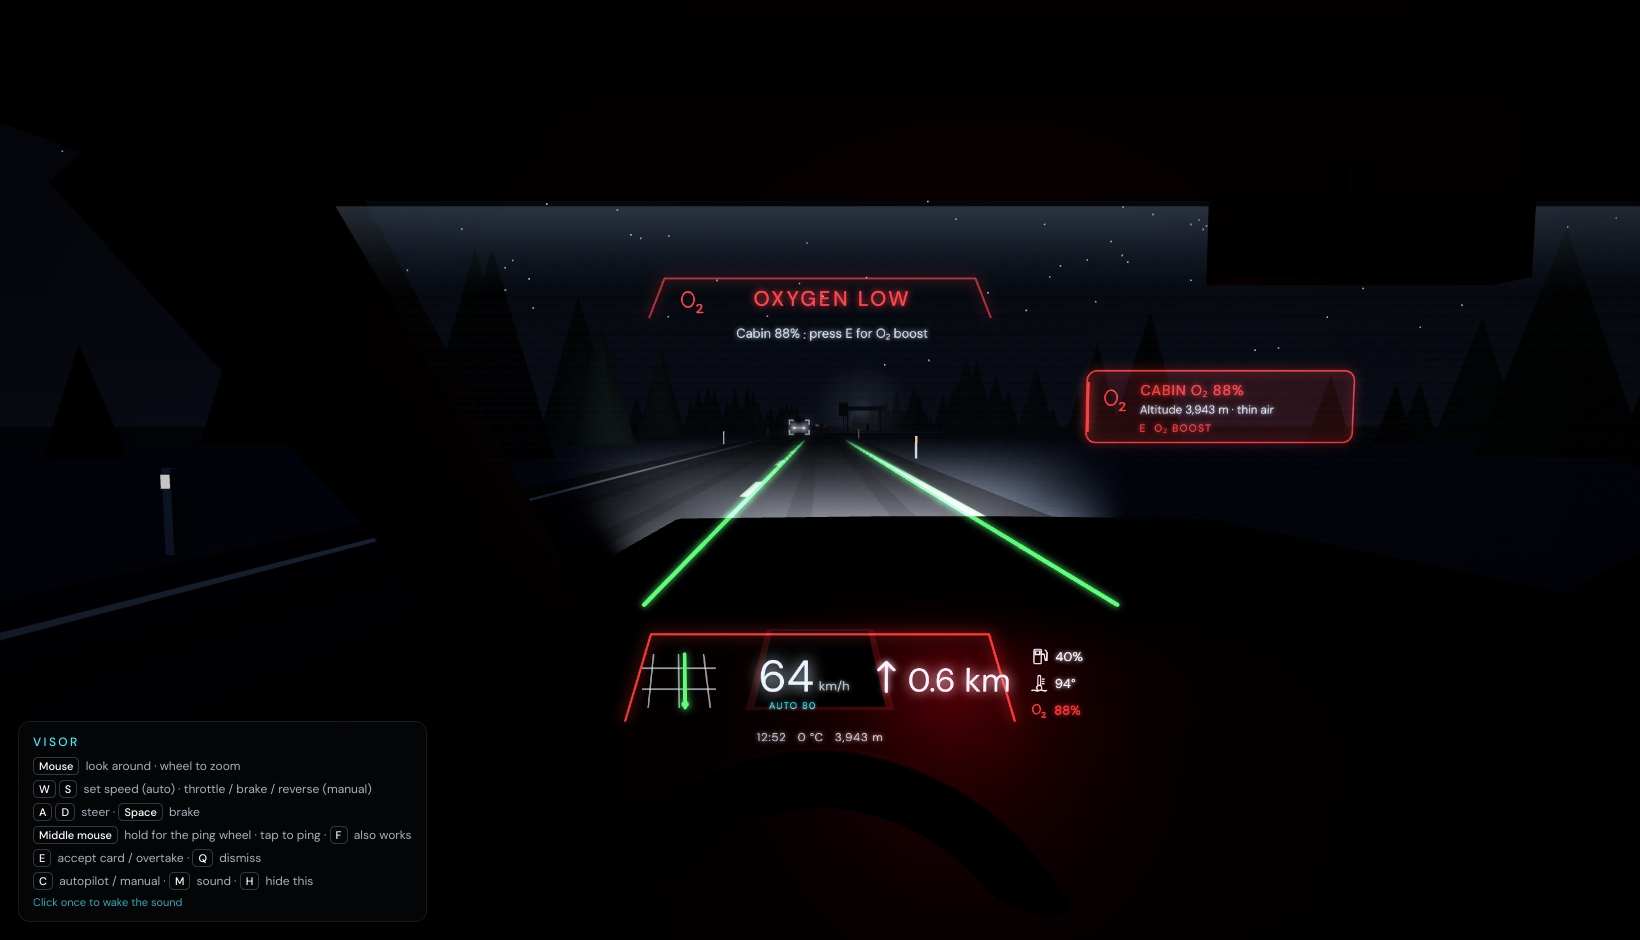 O₂ OXYGEN LOW
Cabin 88% : press E for O₂ boost
O₂ CABIN O₂ 88%
Altitude 3,943 m · thin air
E O₂ BOOST
64 km/h
AUTO 80
↑ 0.6 km
40%
94°
O₂ 88%
12:52 0 °C 3,943 m
VISOR
Mouse look around · wheel to zoom
W S set speed (auto) · throttle / brake / reverse (manual)
A D steer · Space brake
Middle mouse hold for the ping wheel · tap to ping · F also works
E accept card / overtake · Q dismiss
C autopilot / manual · M sound · H hide this
Click once to wake the sound